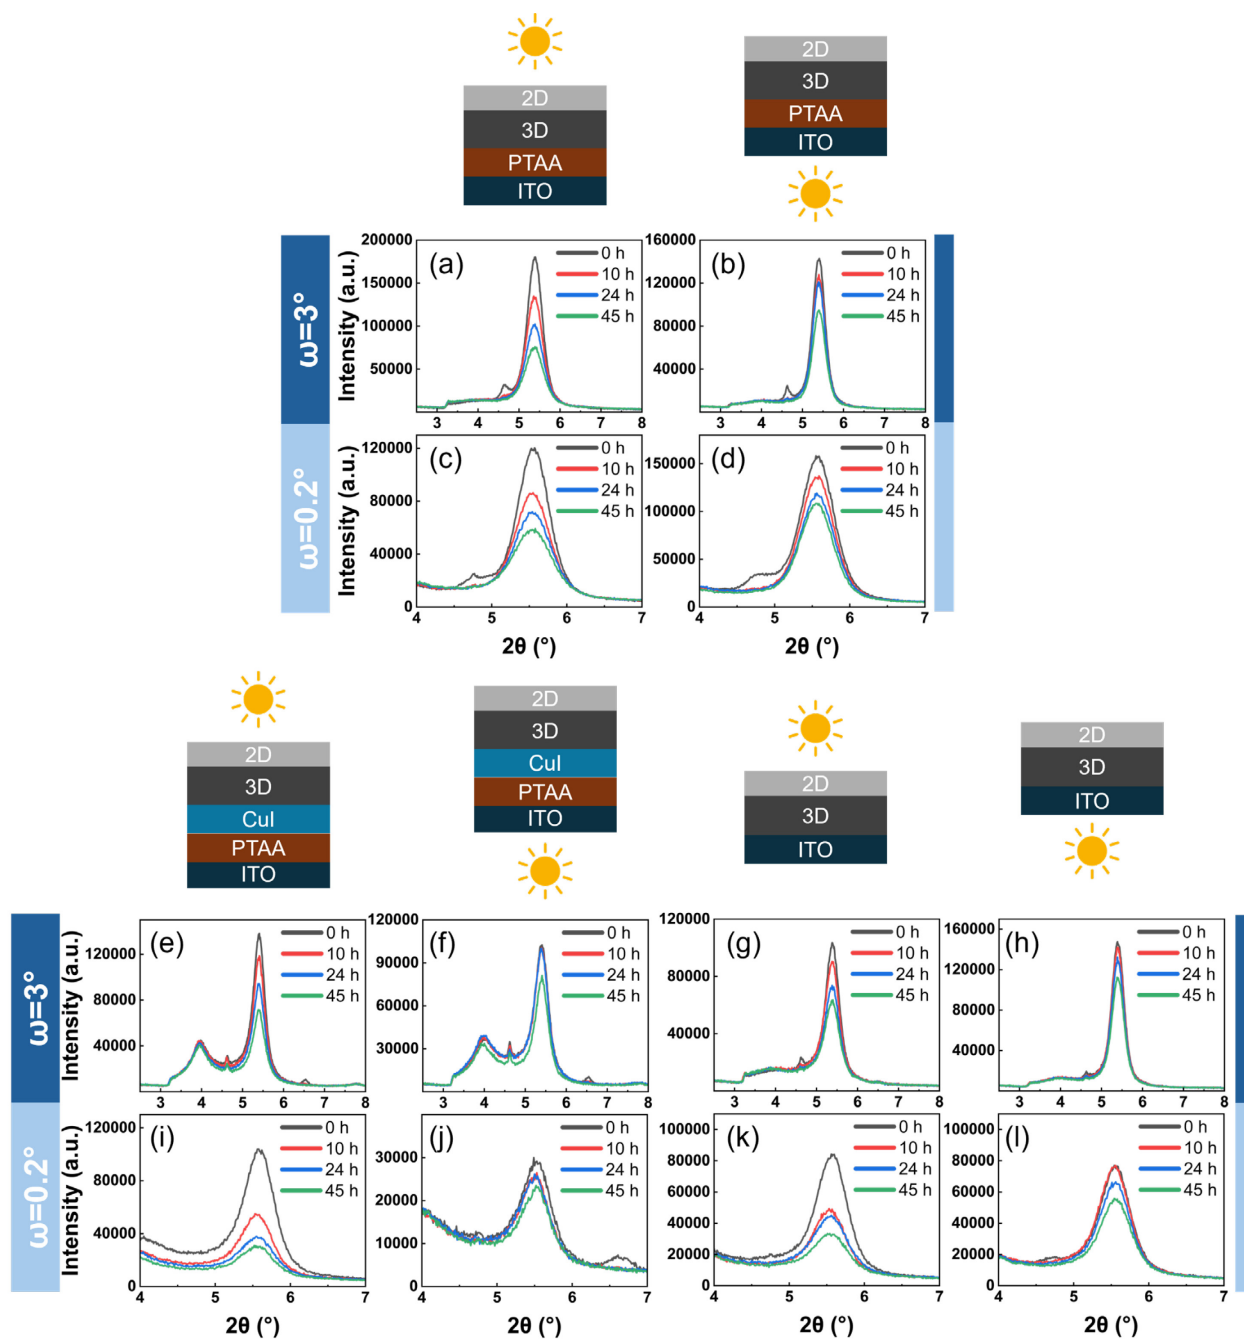 2D
3D
PTAA
ITO
2D
3D
PTAA
ITO
ω=3°
Intensity (a.u.)
200000
150000
100000
50000
(a)
0 h
10 h
24 h
45 h
3 4 5 6 7 8
160000
120000
80000
40000
(b)
0 h
10 h
24 h
45 h
3 4 5 6 7 8
ω=0.2°
Intensity (a.u.)
120000
80000
40000
0
(c)
0 h
10 h
24 h
45 h
4 5 6 7
2θ (°)
150000
100000
50000
0
(d)
0 h
10 h
24 h
45 h
4 5 6 7
2θ (°)
2D
3D
CuI
PTAA
ITO
2D
3D
CuI
PTAA
ITO
2D
3D
ITO
2D
3D
ITO
ω=3°
Intensity (a.u.)
120000
80000
40000
(e)
0 h
10 h
24 h
45 h
3 4 5 6 7 8
120000
90000
60000
30000
(f)
0 h
10 h
24 h
45 h
3 4 5 6 7 8
120000
80000
40000
(g)
0 h
10 h
24 h
45 h
3 4 5 6 7 8
160000
120000
80000
40000
(h)
0 h
10 h
24 h
45 h
3 4 5 6 7 8
ω=0.2°
Intensity (a.u.)
120000
80000
40000
0
(i)
0 h
10 h
24 h
45 h
4 5 6 7
2θ (°)
30000
20000
10000
0
(j)
0 h
10 h
24 h
45 h
4 5 6 7
2θ (°)
100000
80000
60000
40000
20000
0
(k)
0 h
10 h
24 h
45 h
4 5 6 7
2θ (°)
100000
80000
60000
40000
20000
0
(l)
0 h
10 h
24 h
45 h
4 5 6 7
2θ (°)